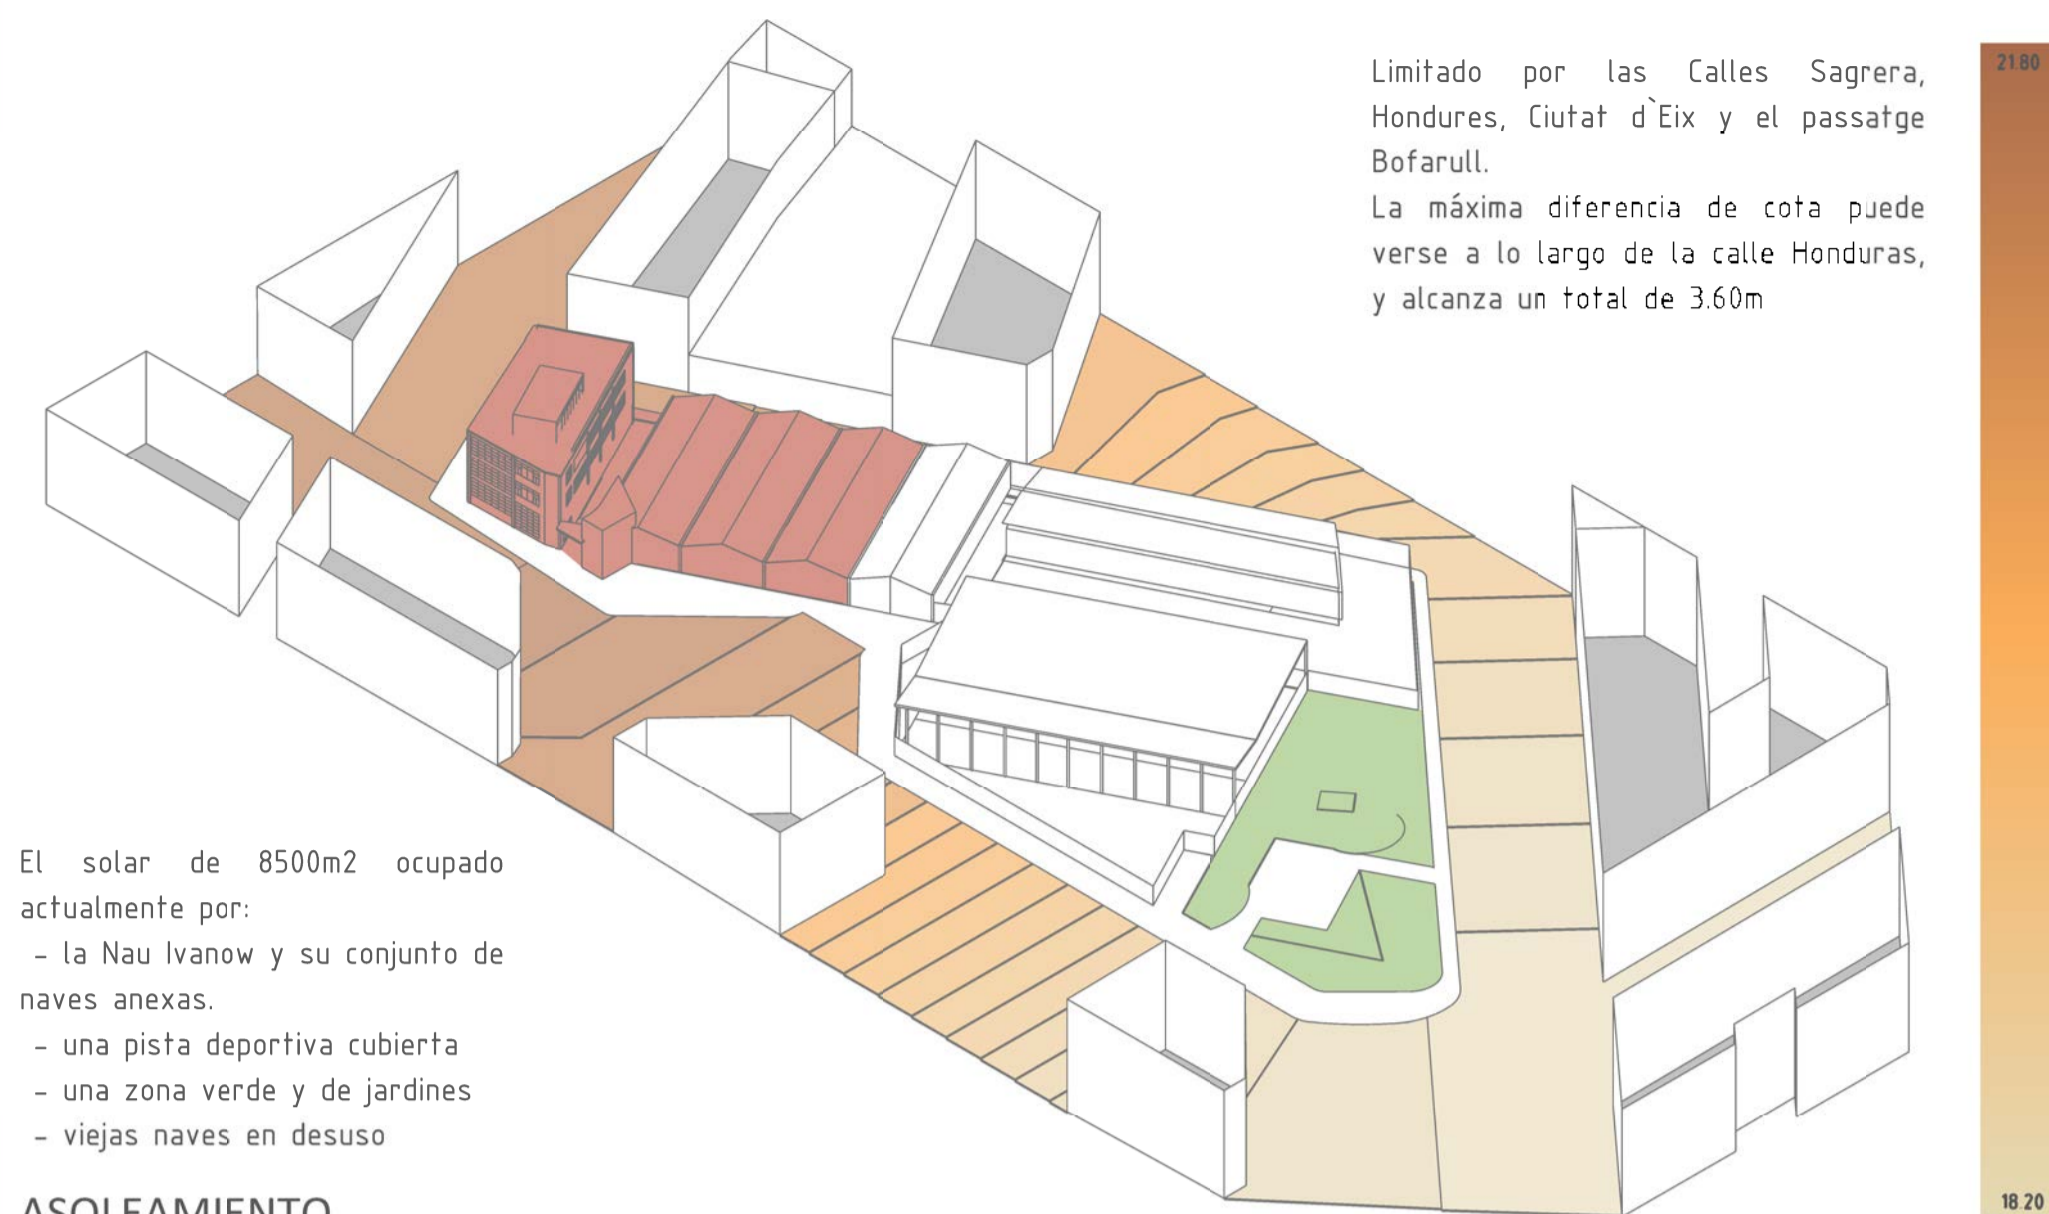 Limitado por las Calles Sagrera,
Hondures, Ciutat d`Eix y el passatge
Bofarull.
La máxima diferencia de cota puede
verse a lo largo de la calle Honduras,
y alcanza un total de 3.60m
21.80
El solar de 8500m2 ocupado
actualmente por:
- la Nau Ivanow y su conjunto de
naves anexas.
- una pista deportiva cubierta
- una zona verde y de jardines
- viejas naves en desuso
ASOLEAMIENTO
18.20